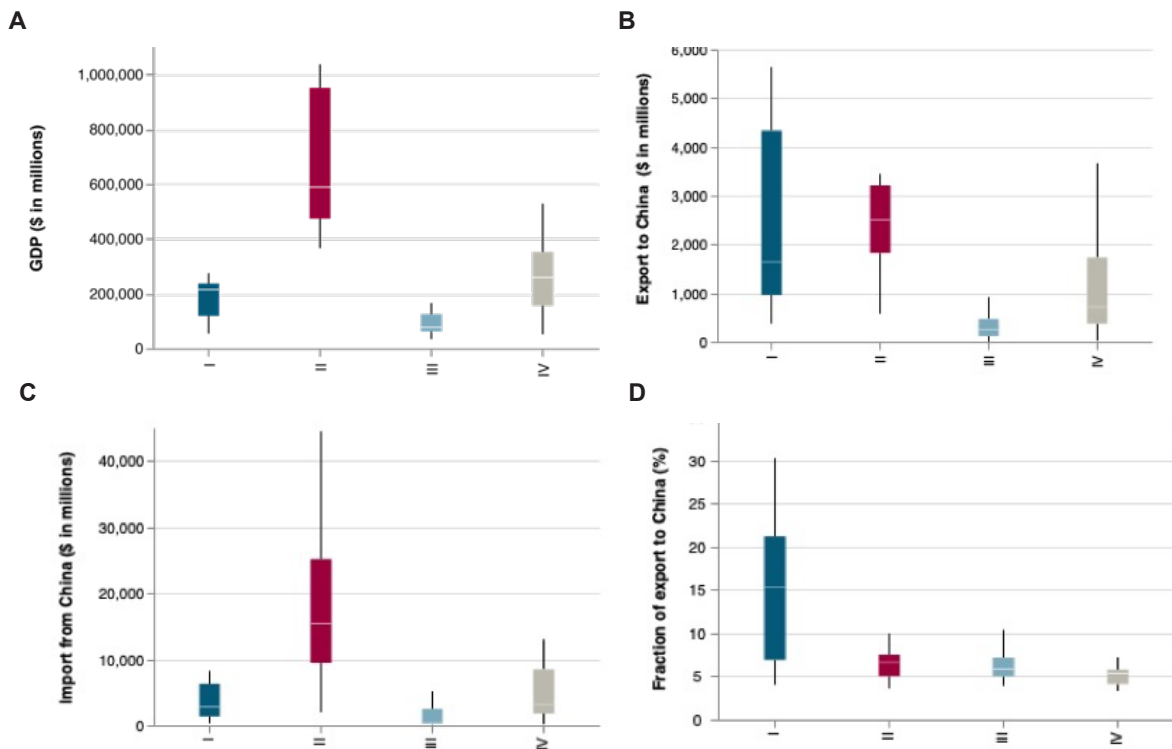 A
GDP ($ in millions)
1,000,000
800,000
600,000
400,000
200,000
0
I
II
III
IV
B
Export to China ($ in millions)
6,000
5,000
4,000
3,000
2,000
1,000
0
I
II
III
IV
C
Import from China ($ in millions)
40,000
30,000
20,000
10,000
0
I
II
III
IV
D
Fraction of export to China (%)
30
25
20
15
10
5
0
I
II
III
IV